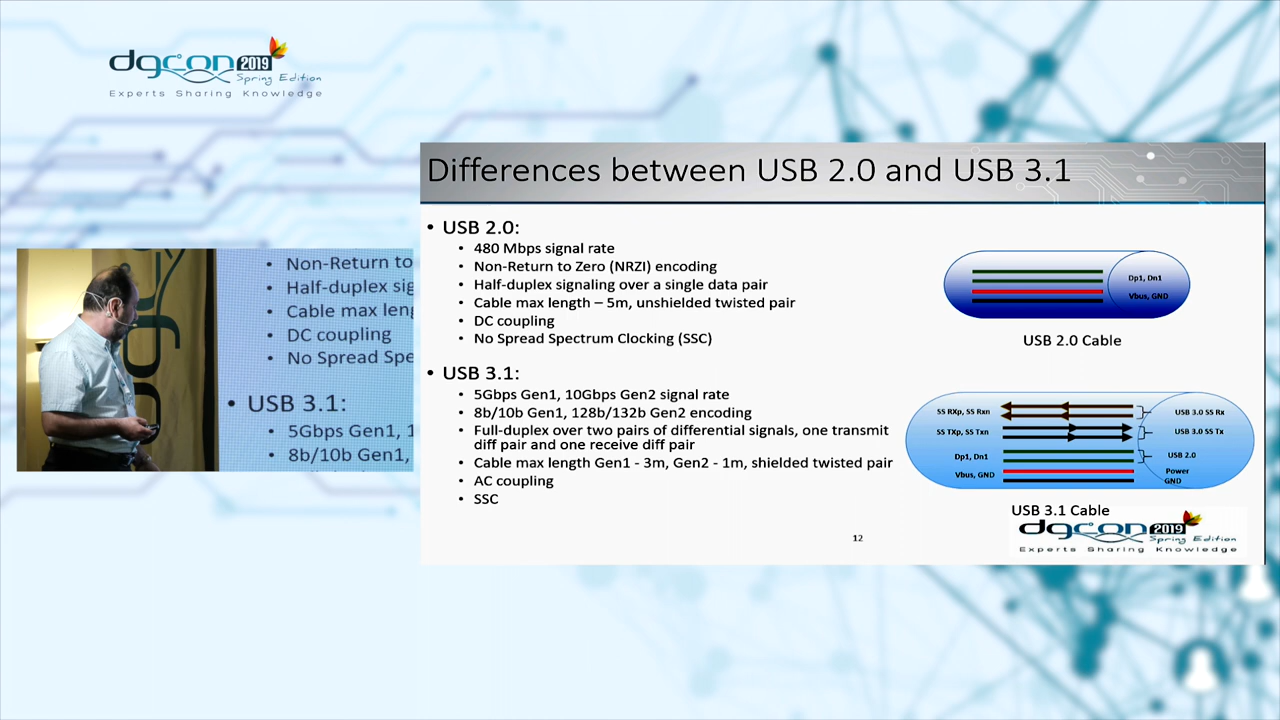 dgcon 2019
Spring Edition
Experts Sharing Knowledge
Non-Return to
Half-duplex sig
Cable max leng
DC coupling
No Spread Spe
• USB 3.1:
5Gbps Gen1, 1
8b/10b Gen1,
Differences between USB 2.0 and USB 3.1
• USB 2.0:
• 480 Mbps signal rate
• Non-Return to Zero (NRZI) encoding
• Half-duplex signaling over a single data pair
• Cable max length – 5m, unshielded twisted pair
• DC coupling
• No Spread Spectrum Clocking (SSC)
• USB 3.1:
• 5Gbps Gen1, 10Gbps Gen2 signal rate
• 8b/10b Gen1, 128b/132b Gen2 encoding
• Full-duplex over two pairs of differential signals, one transmit
diff pair and one receive diff pair
• Cable max length Gen1 - 3m, Gen2 - 1m, shielded twisted pair
• AC coupling
• SSC
Dp1, Dn1
Vbus, GND
USB 2.0 Cable
SS RXp, SS Rxn
USB 3.0 SS Rx
SS TXp, SS Txn
USB 3.0 SS Tx
Dp1, Dn1
USB 2.0
Vbus, GND
Power
GND
USB 3.1 Cable
12
dgcon 2019
Spring Edition
Experts Sharing Knowledge